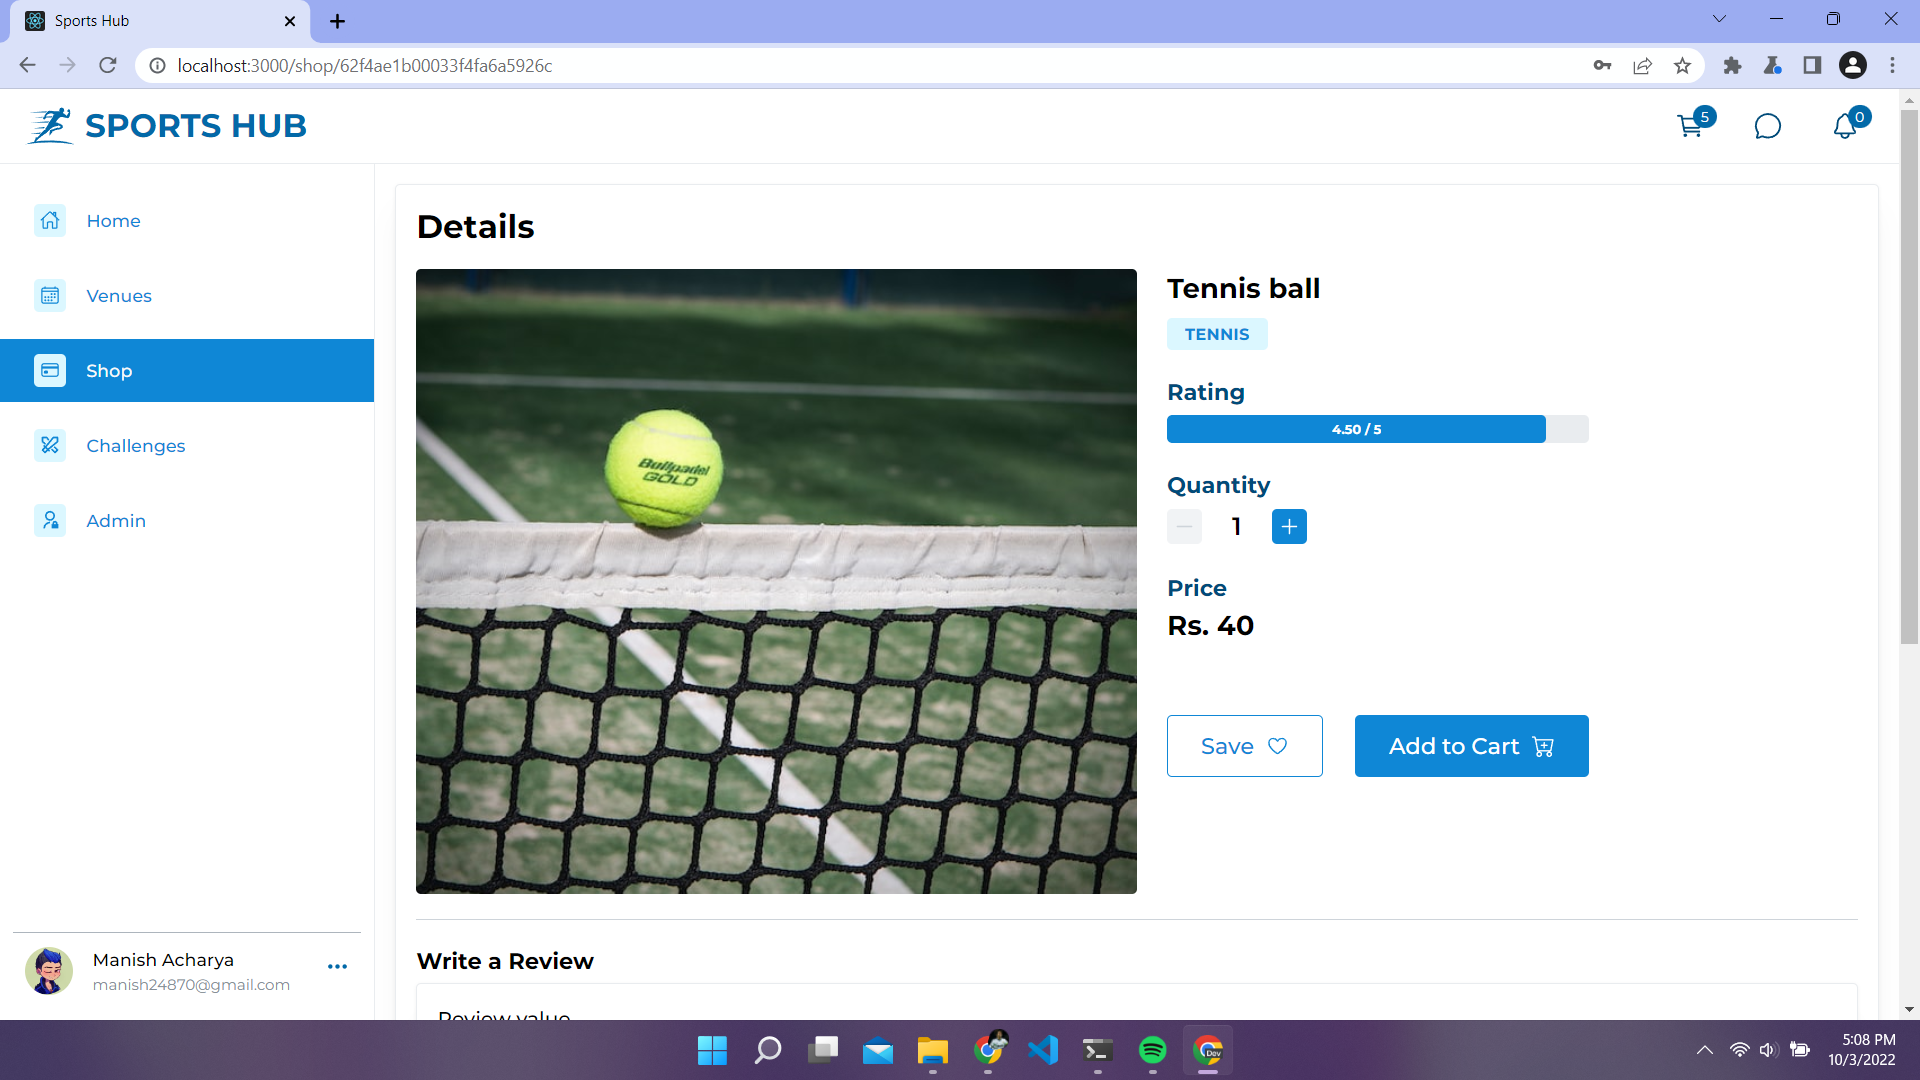 Sports Hub
localhost:3000/shop/62f4ae1b00033f4fa6a5926c
SPORTS HUB
5
0
Home
Venues
Shop
Challenges
Admin
Details
Bullpadel
GOLD
Tennis ball
TENNIS
Rating
4.50 / 5
Quantity
1
Price
Rs. 40
Save
Add to Cart
Write a Review
Review value
Manish Acharya
manish24870@gmail.com
Dev
5:08 PM
10/3/2022